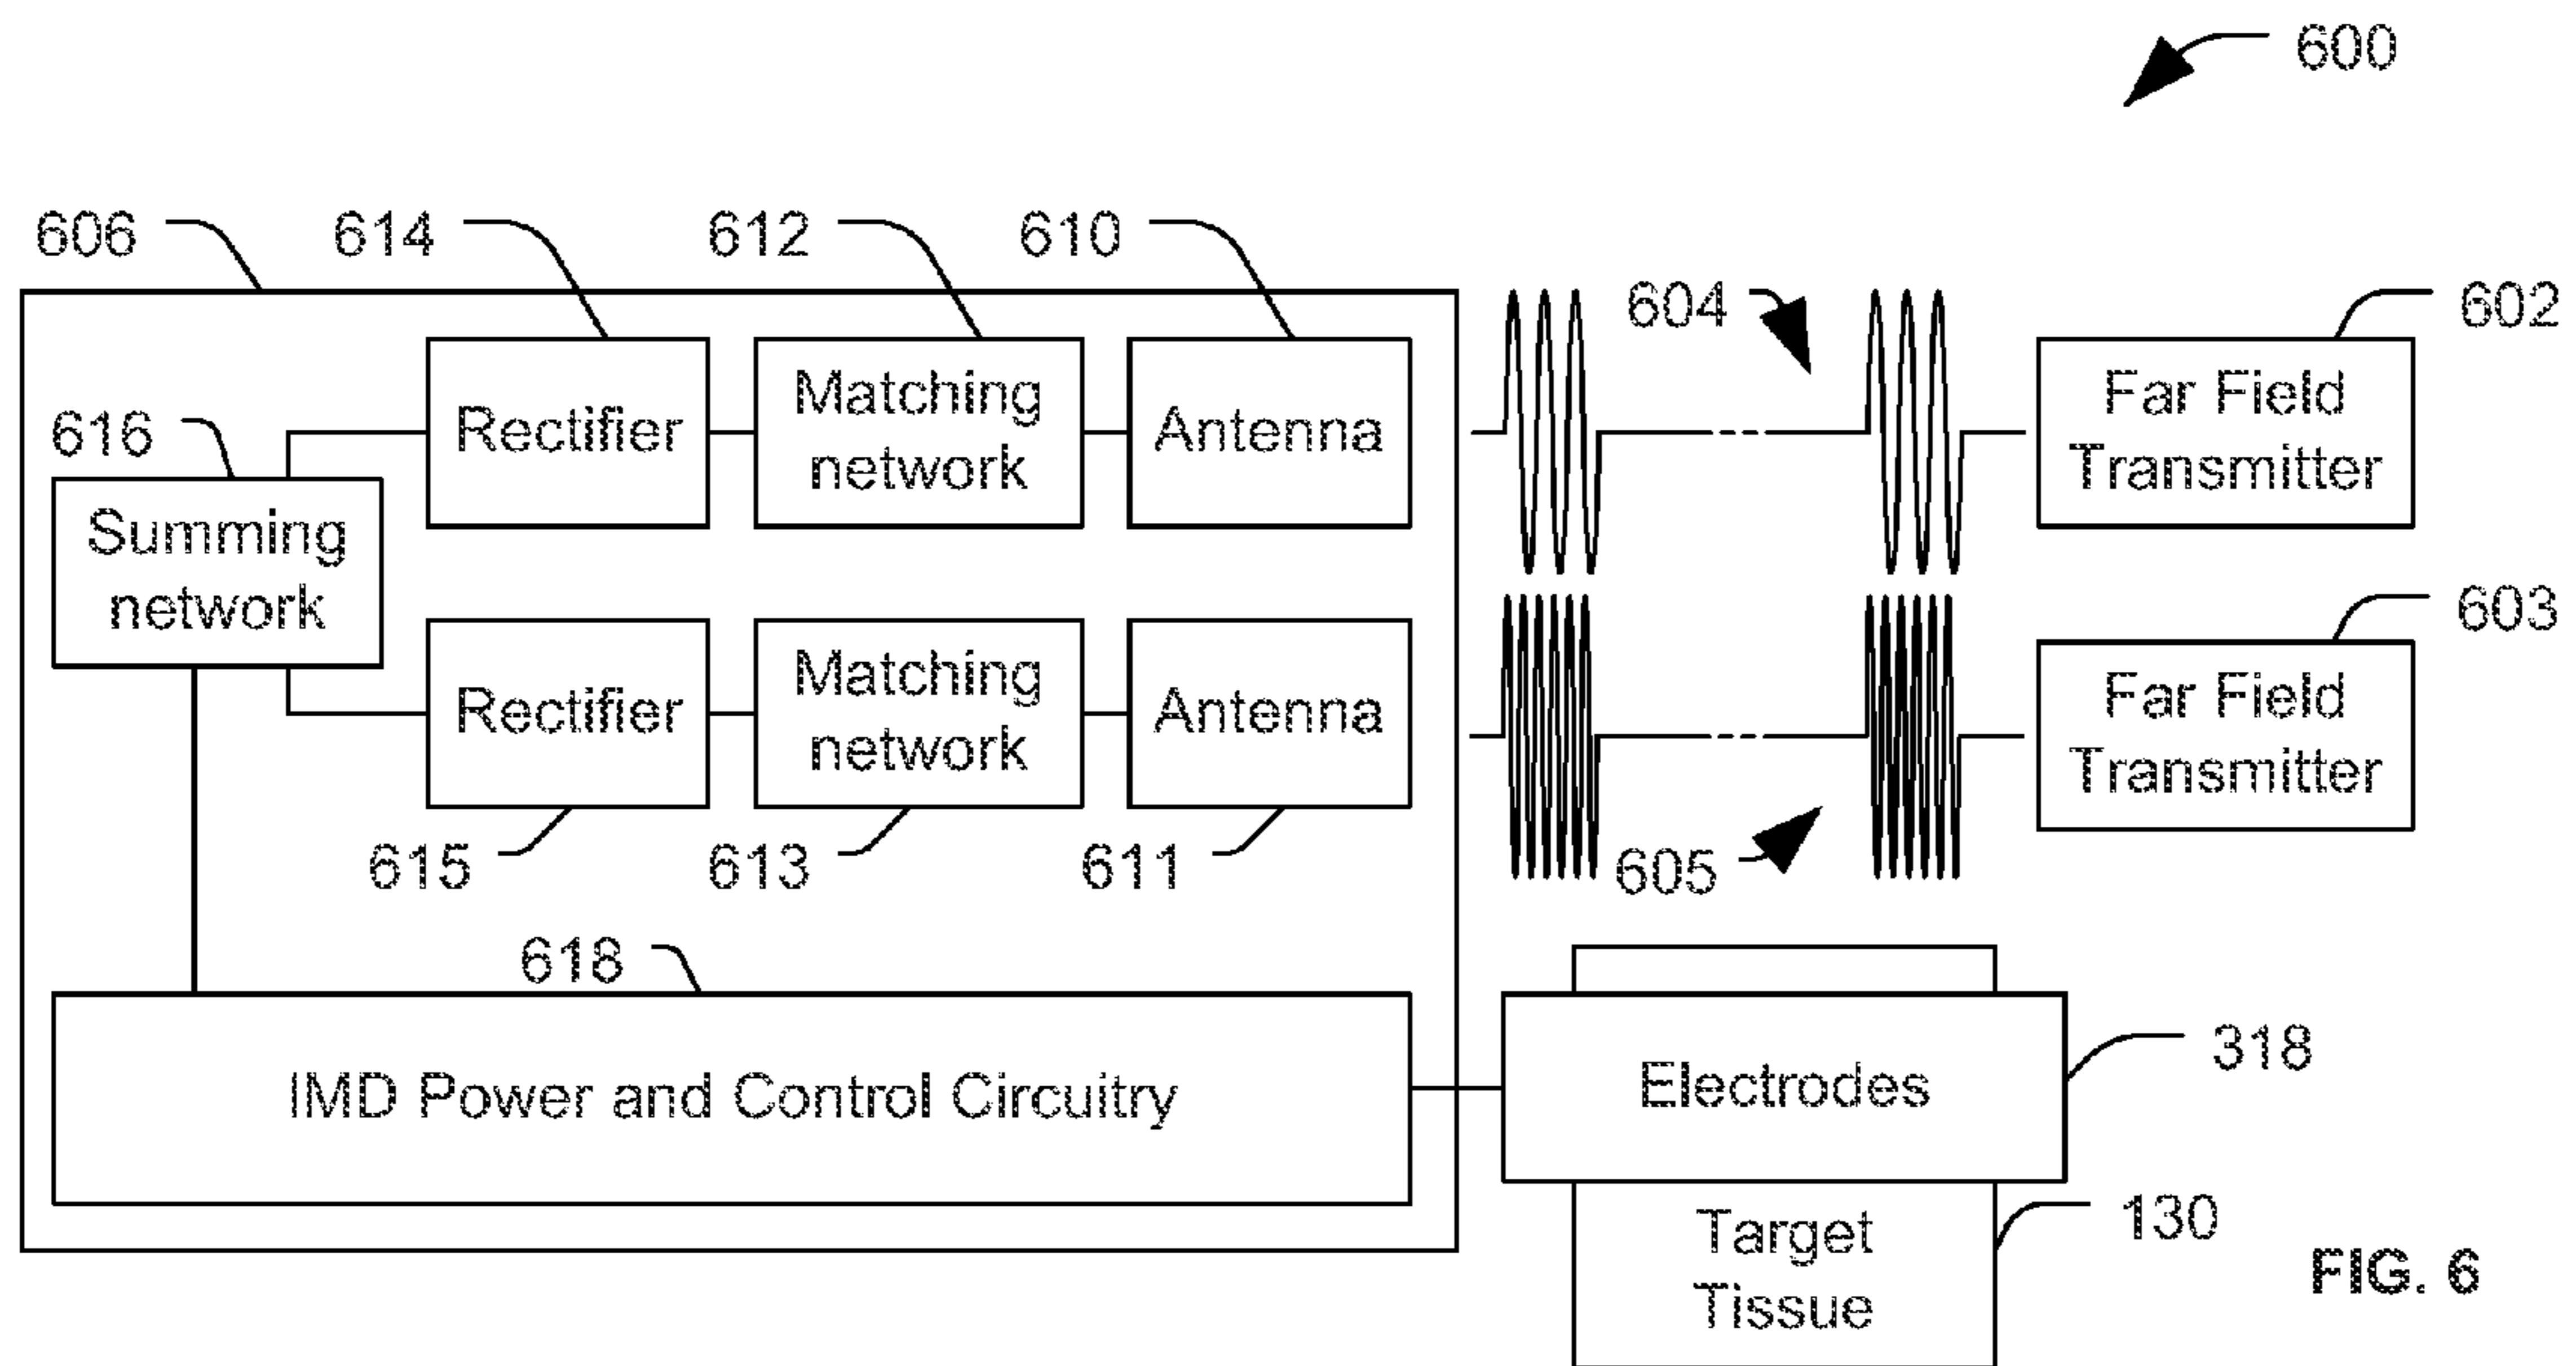 600
606
614
612
610
604
602
Rectifier
Matching
network
Antenna
Far Field
Transmitter
616
Summing
network
603
Rectifier
Matching
network
Antenna
Far Field
Transmitter
615
613
611
605
618
IMD Power and Control Circuitry
Electrodes
318
Target
Tissue
130
FIG. 6